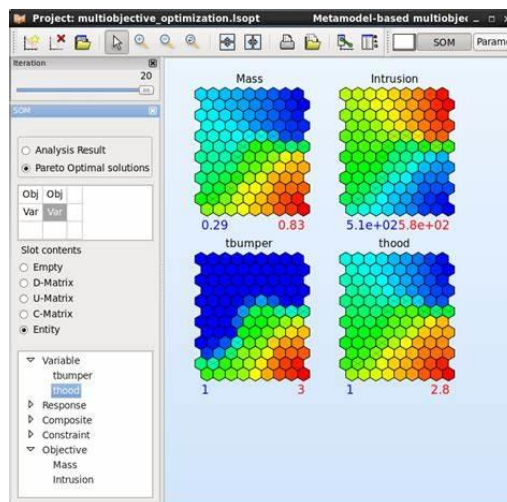 Project: multiobjective_optimization.lsopt Metamodel-based multiobje
SOM Parame
Iteration
20
SOM
Analysis Result
Pareto Optimal solutions
Obj Obj
Var Var
Slot contents
Empty
D-Matrix
U-Matrix
C-Matrix
Entity
Variable
tbumper
thood
Response
Composite
Constraint
Objective
Mass
Intrusion
Mass Intrusion
0.29 0.83 5.1e+02 5.8e+02
tbumper thood
1 3 1 2.8